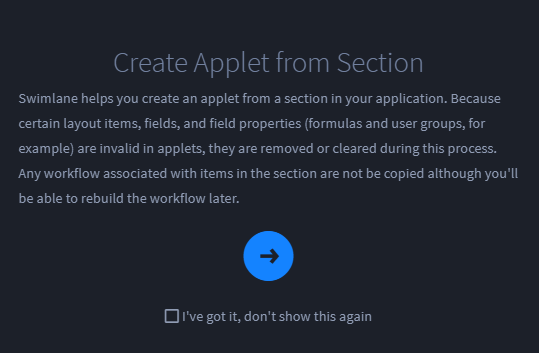 Create Applet from Section
Swimlane helps you create an applet from a section in your application. Because
certain layout items, fields, and field properties (formulas and user groups, for
example) are invalid in applets, they are removed or cleared during this process.
Any workflow associated with items in the section are not be copied although you'll
be able to rebuild the workflow later.
I've got it, don't show this again